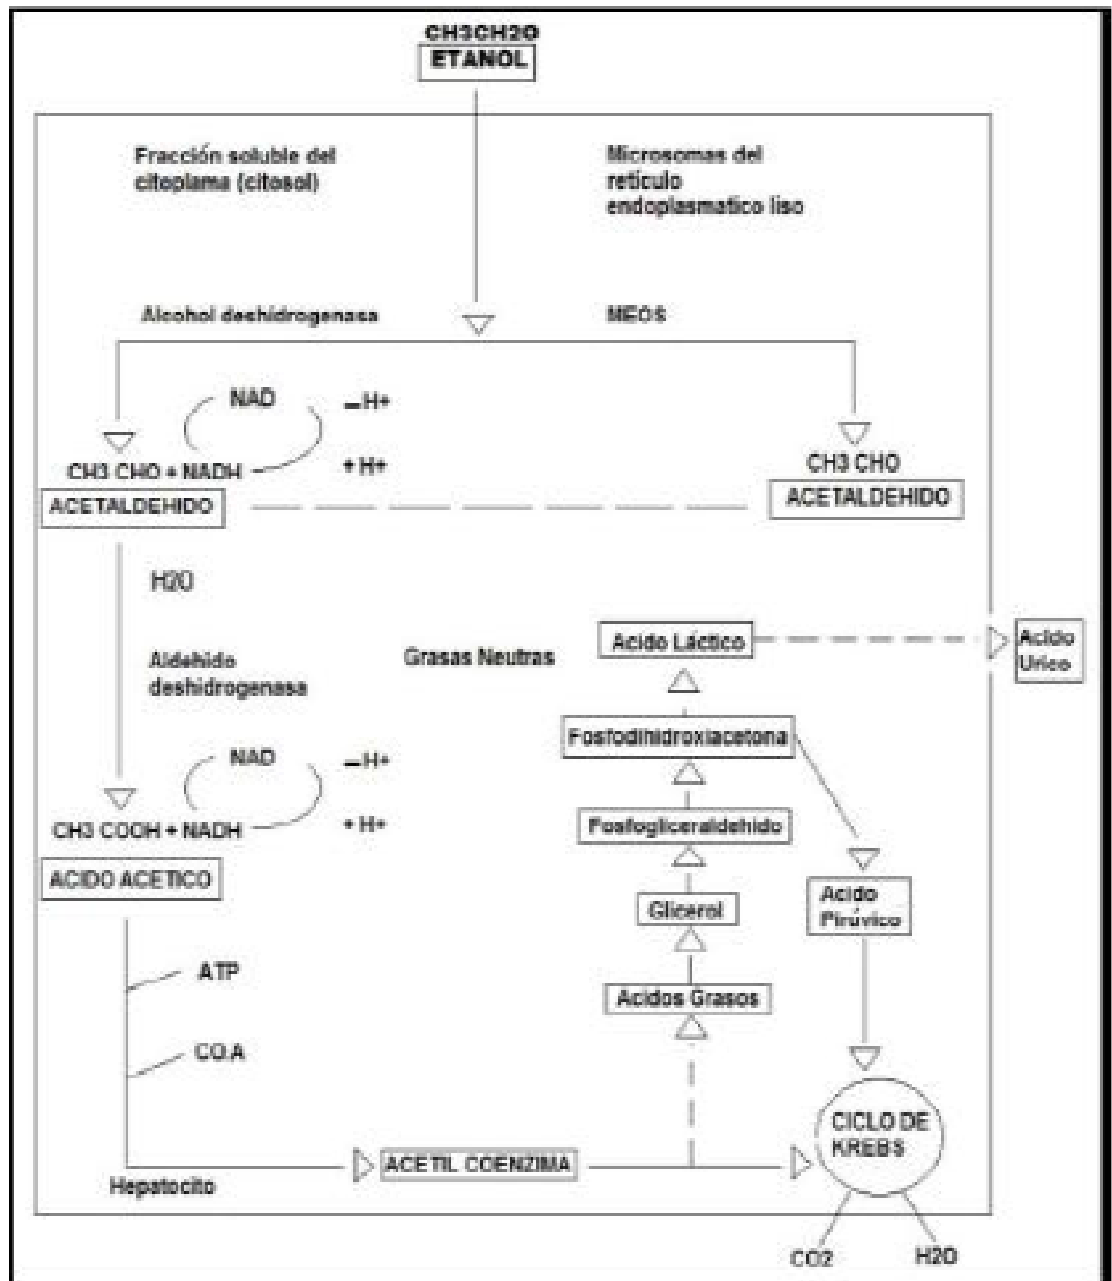 CH3CH2O
ETANOL
Fracción soluble del
citoplama (citosol)
Microsomas del
retículo
endoplasmatico liso
Alcohol deshidrogenasa
MEOS
NAD
–H+
CH3 CHO + NADH
+ H+
CH3 CHO
ACETALDEHIDO
ACETALDEHIDO
H2O
Aldehido
deshidrogenasa
Grasas Neutras
Acido Láctico
Acido
Urico
Fosfodihidroxiacetona
NAD
–H+
CH3 COOH + NADH
+ H+
Fosfogliceraldehido
ACIDO ACETICO
Glicerol
Acido
Pirúvico
ATP
Acidos Grasos
CO.A
CICLO DE
KREBS
ACETIL COENZIMA
Hepatocito
CO2
H2O